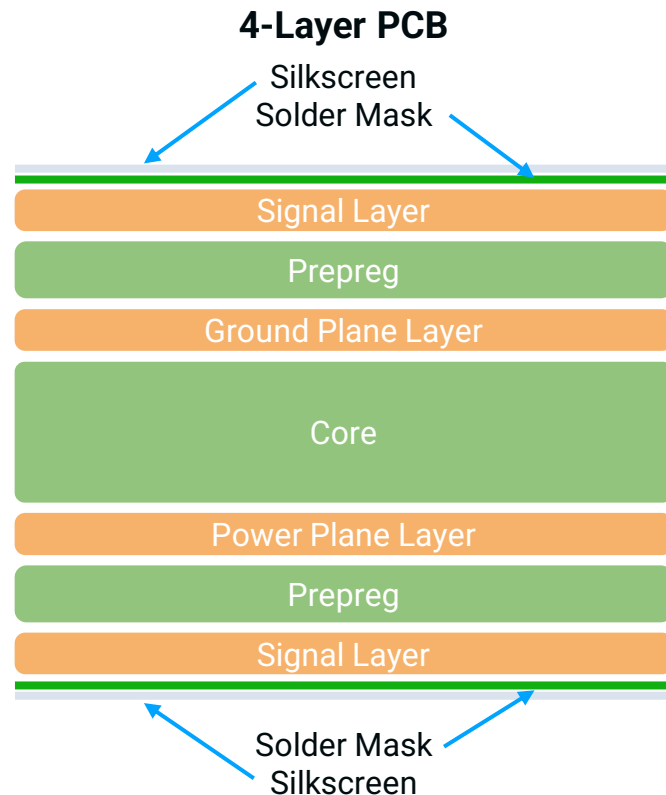 4-Layer PCB
Silkscreen
Solder Mask
Signal Layer
Prepreg
Ground Plane Layer
Core
Power Plane Layer
Prepreg
Signal Layer
Solder Mask
Silkscreen